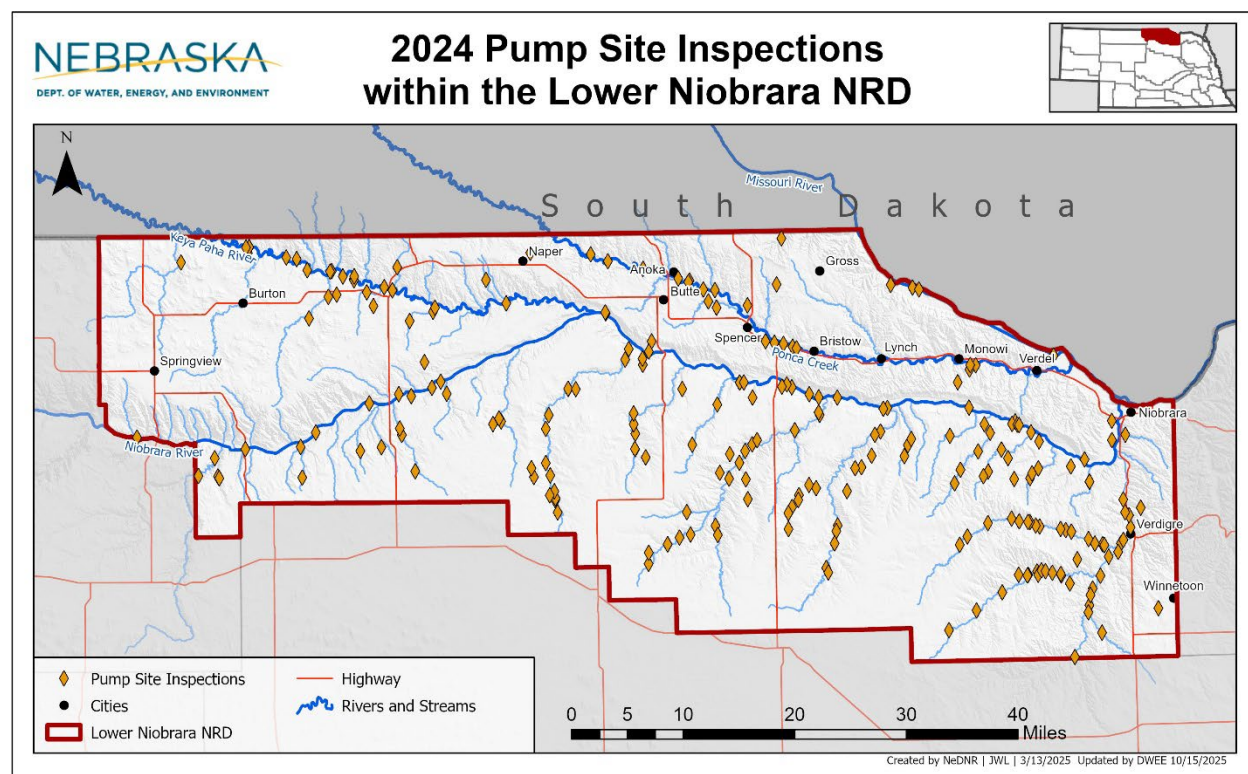 NEBRASKA
DEPT. OF WATER, ENERGY, AND ENVIRONMENT
2024 Pump Site Inspections
within the Lower Niobrara NRD
N
Missouri River
South Dakota
Keya Paha River
Naper
Anoka
Gross
Burton
Butte
Spencer
Bristow
Lynch
Monowi
Verdel
Ponca Creek
Springview
Niobrara
Niobrara River
Verdigre
Winnetoon
Pump Site Inspections
Highway
Cities
Rivers and Streams
Lower Niobrara NRD
0 5 10 20 30 40
Miles
Created by NeDNR | JWL | 3/13/2025 Updated by DWEE 10/15/2025